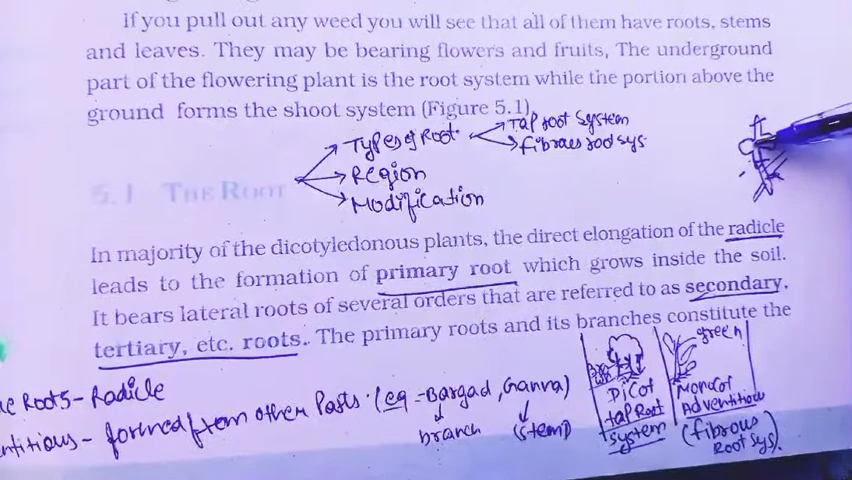 If you pull out any weed you will see that all of them have roots, stems
and leaves. They may be bearing flowers and fruits, The underground
part of the flowering plant is the root system while the portion above the
ground forms the shoot system (Figure 5.1).
Types of Root
Tap root System
Fibraes root sys.
Region
Modification
5.1 THE ROOT
In majority of the dicotyledonous plants, the direct elongation of the radicle
leads to the formation of primary root which grows inside the soil.
It bears lateral roots of several orders that are referred to as secondary,
tertiary, etc. roots. The primary roots and its branches constitute the
green
Roots - Radicle
formed from other Pasts. (eg - Bargad, Ganna)
branch (stem)
Dicot
tap Root
system
Monocot
Adventitiou
(fibrous
Root Sys).